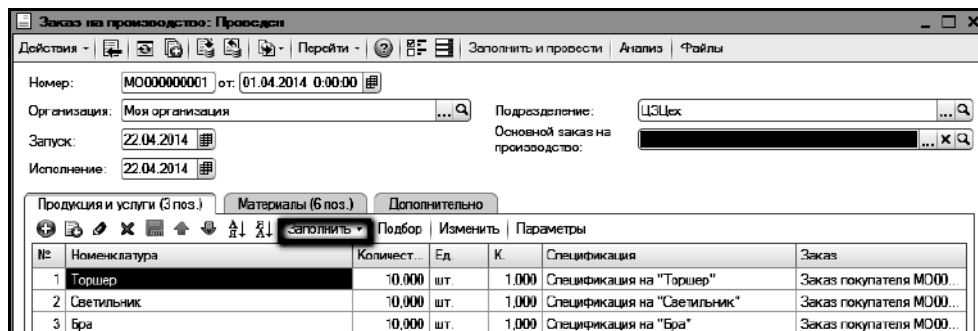 Заказ на производство: Проведен
Действия Перейти Заполнить и провести Анализ Файлы
Номер: МО000000001 от: 01.04.2014 0:00:00
Организация: Моя организация ... Подразделение: ЦЗЦех ...
Запуск: 22.04.2014 Основной заказ на производство: ...
Исполнение: 22.04.2014
Продукция и услуги (3 поз.) Материалы (6 поз.) Дополнительно
Заполнить Подбор Изменить Параметры
№ Номенклатура Количест... Ед. К. Спецификация Заказ
1 Торшер 10,000 шт. 1,000 Спецификация на "Торшер" Заказ покупателя МО00...
2 Светильник 10,000 шт. 1,000 Спецификация на "Светильник" Заказ покупателя МО00...
3 Бра 10,000 шт. 1,000 Спецификация на "Бра" Заказ покупателя МО00...